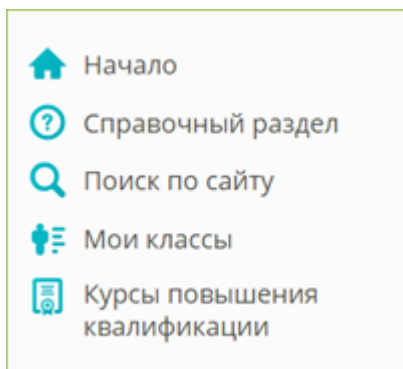 Начало
Справочный раздел
Поиск по сайту
Мои классы
Курсы повышения
квалификации